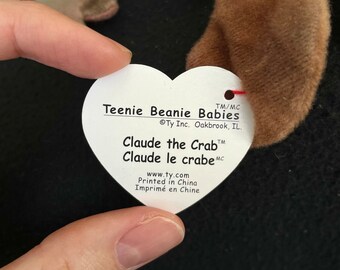 TM/MC
Teenie Beanie Babies
©Ty Inc. Oakbrook, IL.
Claude the Crab™
Claude le crabe MC
www.ty.com
Printed in China
Imprimé en Chine